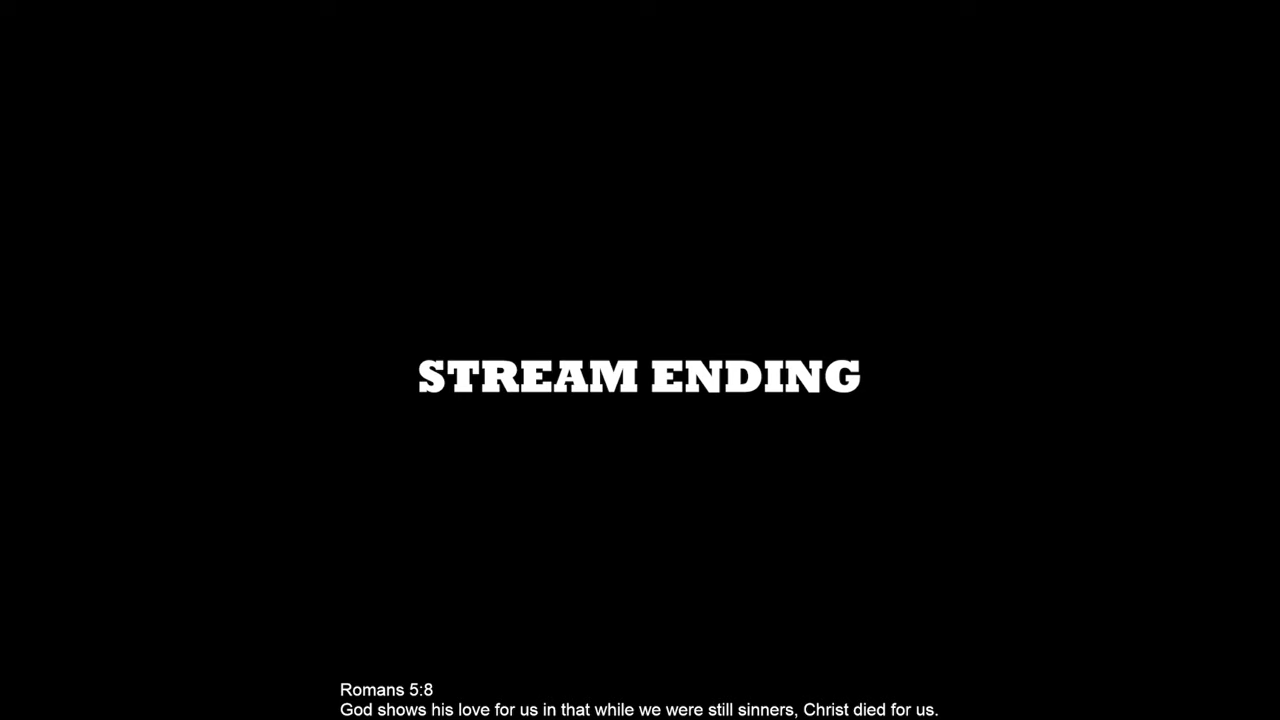 STREAM ENDING
Romans 5:8
God shows his love for us in that while we were still sinners, Christ died for us.